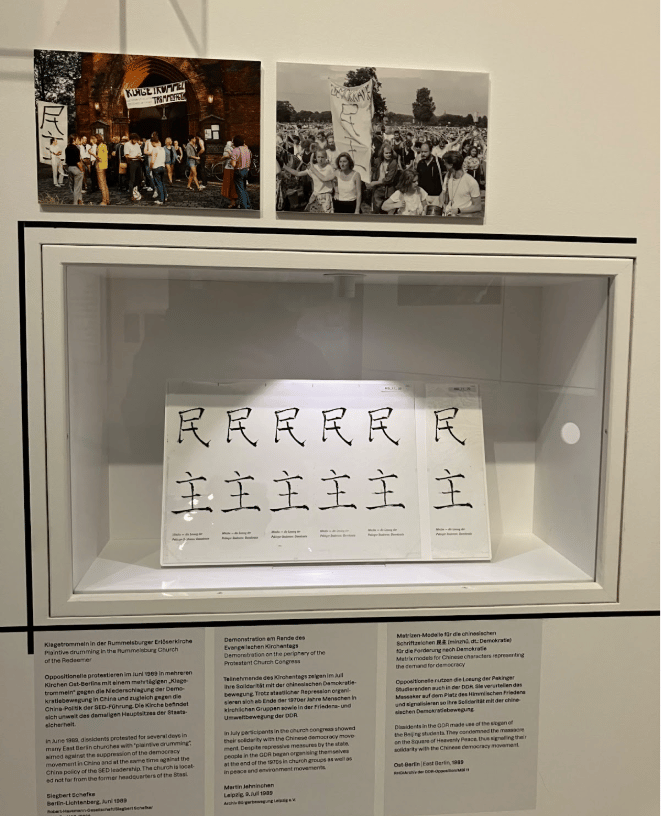 KLAGETROMMEL
TROMMELFELL
民
主
民 民 民 民 民 民
主 主 主 主 主 主
Klagetrommeln in der Rummelsburger Erlöserkirche
Plaintive drumming in the Rummelsburg Church
of the Redeemer
Oppositionelle protestieren im Juni 1989 in mehreren
Kirchen Ost-Berlins mit einem mehrtägigen „Klage-
trommeln“ gegen die Niederschlagung der Demo-
kratiebewegung in China und zugleich gegen die
China-Politik der SED-Führung. Die Kirche befindet
sich unweit des damaligen Hauptsitzes der Staats-
sicherheit.
In June 1989, dissidents protested for several days in
many East Berlin churches with "plaintive drumming",
aimed against the suppression of the democracy
movement in China and at the same time against the
China policy of the SED leadership. The church is locat-
ed not far from the former headquarters of the Stasi.
Siegbert Schefke
Berlin-Lichtenberg, Juni 1989
Robert-Havemann-Gesellschaft/Siegbert Schefke
Demonstration am Rande des
Evangelischen Kirchentags
Demonstration on the periphery of the
Protestant Church Congress
Teilnehmende des Kirchentages zeigen im Juli
ihre Solidarität mit der chinesischen Demokratie-
bewegung. Trotz staatlicher Repression organi-
sieren sich ab Ende der 1970er Jahre Menschen in
kirchlichen Gruppen sowie in der Friedens- und
Umweltbewegung der DDR.
In July participants in the church congress showed
their solidarity with the Chinese democracy move-
ment. Despite repressive measures by the state,
people in the GDR began organising themselves
at the end of the 1970s in church groups as well as
in peace and environment movements.
Merlin Jehnichen
Leipzig, 9. Juli 1989
Archiv Bürgerbewegung Leipzig e.V.
Matrizen-Modelle für die chinesischen
Schriftzeichen 民主 (mínzhǔ, dt.: Demokratie)
für die Forderung nach Demokratie
Matrix models for Chinese characters representing
the demand for democracy
Oppositionelle nutzen die Losung der Pekinger
Studierenden auch in der DDR. Sie verurteilen das
Massaker auf dem Platz des Himmlischen Friedens
und signalisieren so ihre Solidarität mit der chine-
sischen Demokratiebewegung.
Dissidents in the GDR made use of the slogan of
the Beijing students. They condemned the massacre
on the Square of Heavenly Peace, thus signalling their
solidarity with the Chinese democracy movement.
Ost-Berlin | East Berlin, 1989